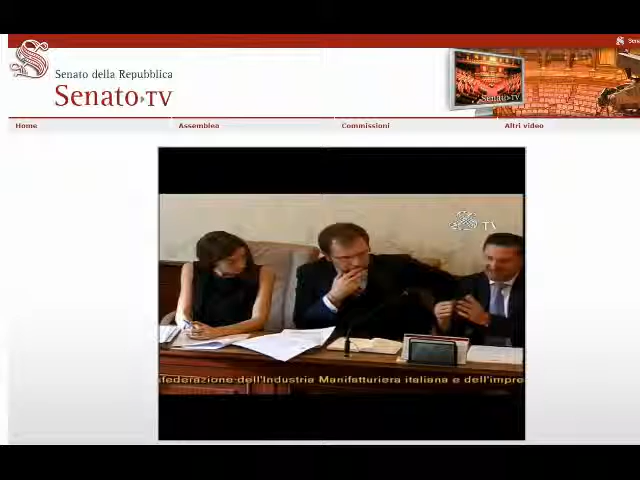 Sen
Senato della Repubblica
Senato TV
Senato TV
Home
Assemblea
Commissioni
Altri video
TV
federazione dell'Industria Manifatturiera italiana e dell'impre